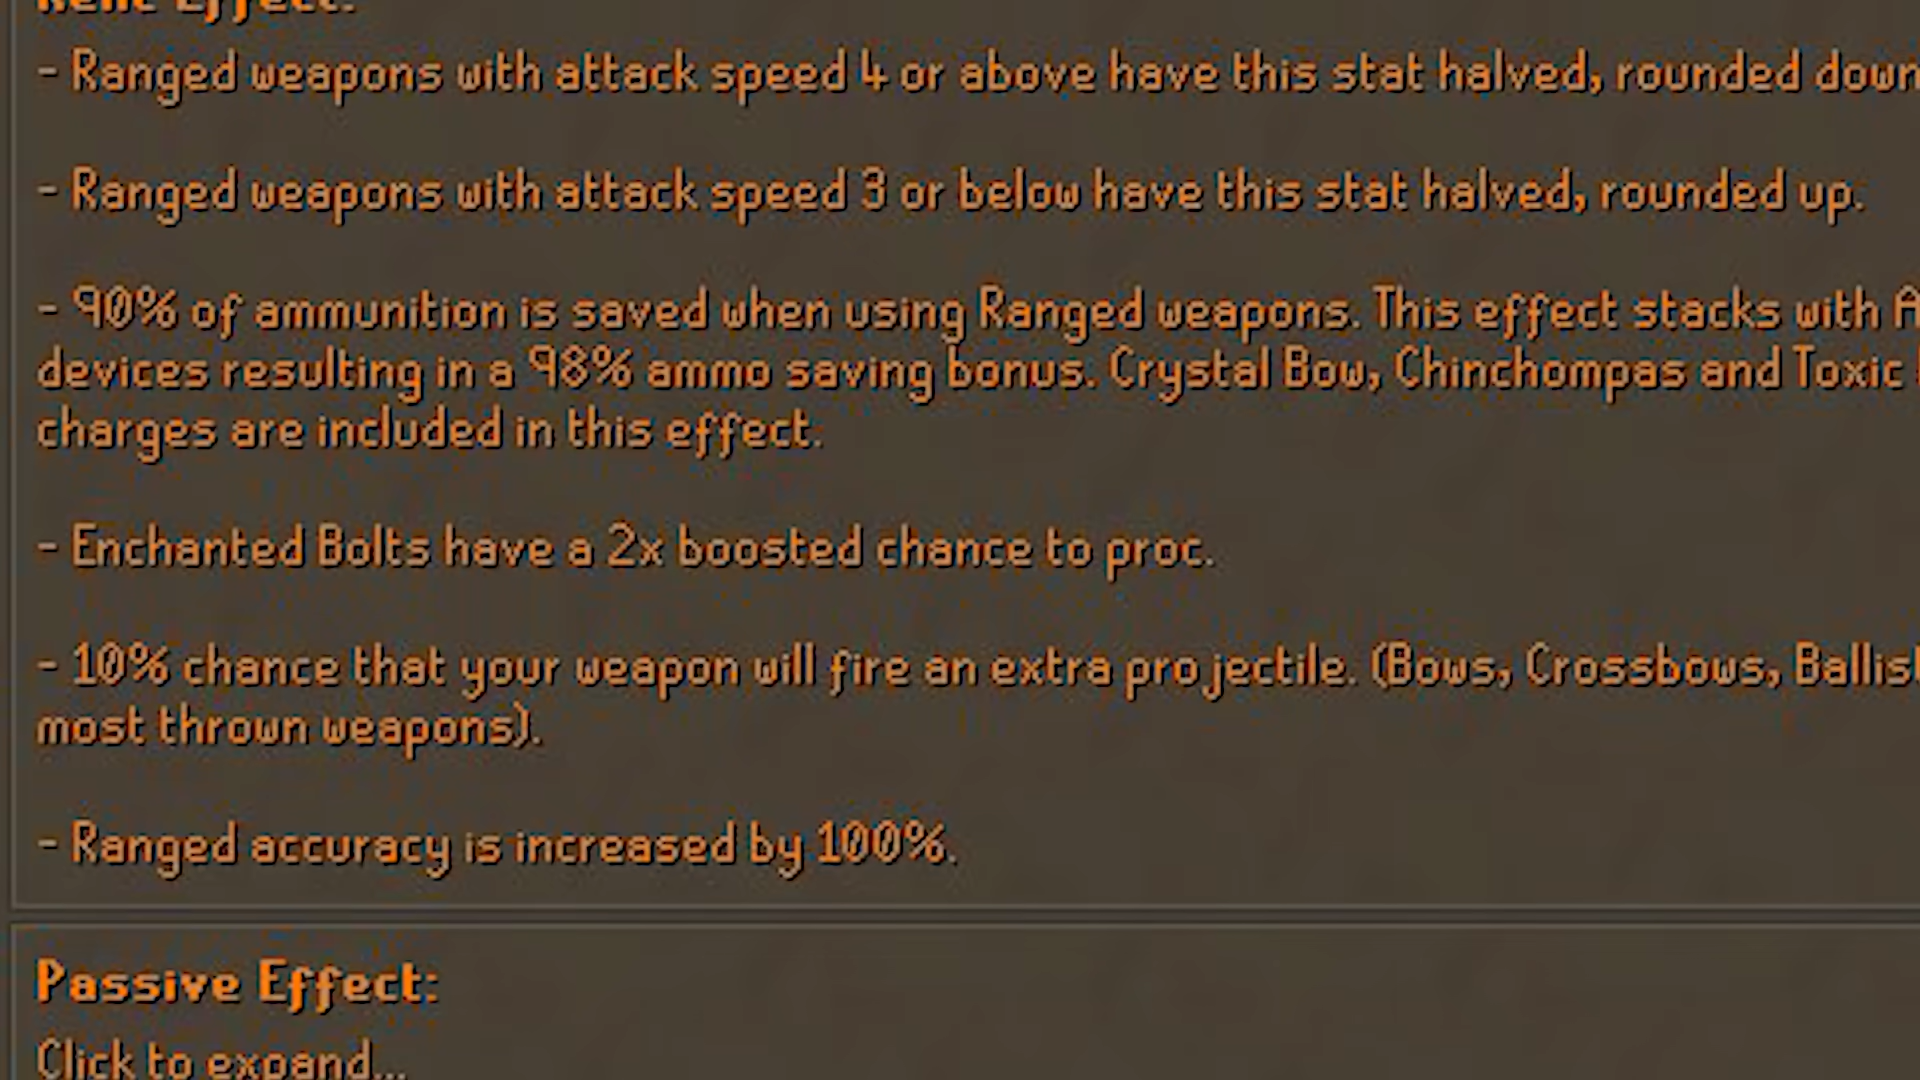 Relic Effect:
- Ranged weapons with attack speed 4 or above have this stat halved, rounded down
- Ranged weapons with attack speed 3 or below have this stat halved, rounded up.
- 90% of ammunition is saved when using Ranged weapons. This effect stacks with A
devices resulting in a 98% ammo saving bonus. Crystal Bow, Chinchompas and Toxic
charges are included in this effect.
- Enchanted Bolts have a 2x boosted chance to proc.
- 10% chance that your weapon will fire an extra projectile. (Bows, Crossbows, Ballist
most thrown weapons).
- Ranged accuracy is increased by 100%.
Passive Effect:
Click to expand...